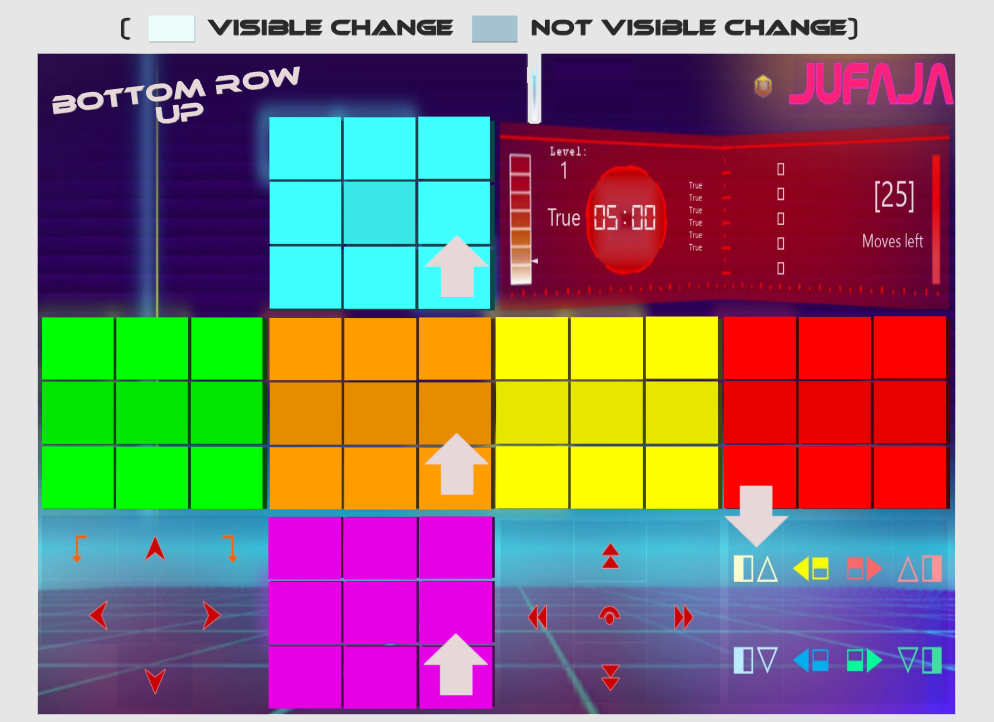 ( VISIBLE CHANGE NOT VISIBLE CHANGE)
BOTTOM ROW
UP
JUFAJA
Level:
1
True
05:00
True
True
True
True
True
True
[25]
Moves left